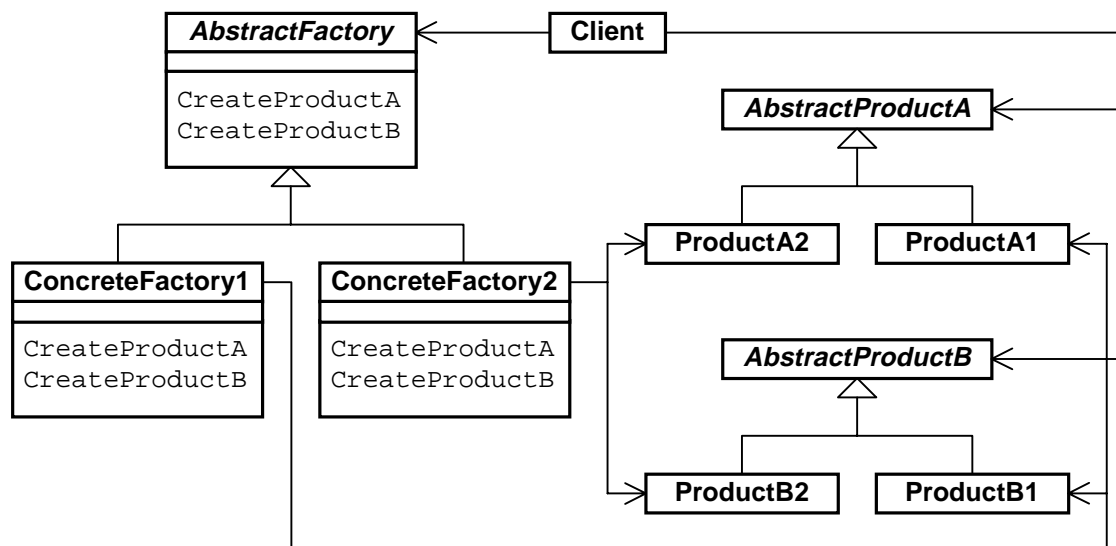 AbstractFactory
Client
CreateProductA
CreateProductB
AbstractProductA
ProductA2
ProductA1
ConcreteFactory1
ConcreteFactory2
CreateProductA
CreateProductB
CreateProductA
CreateProductB
AbstractProductB
ProductB2
ProductB1